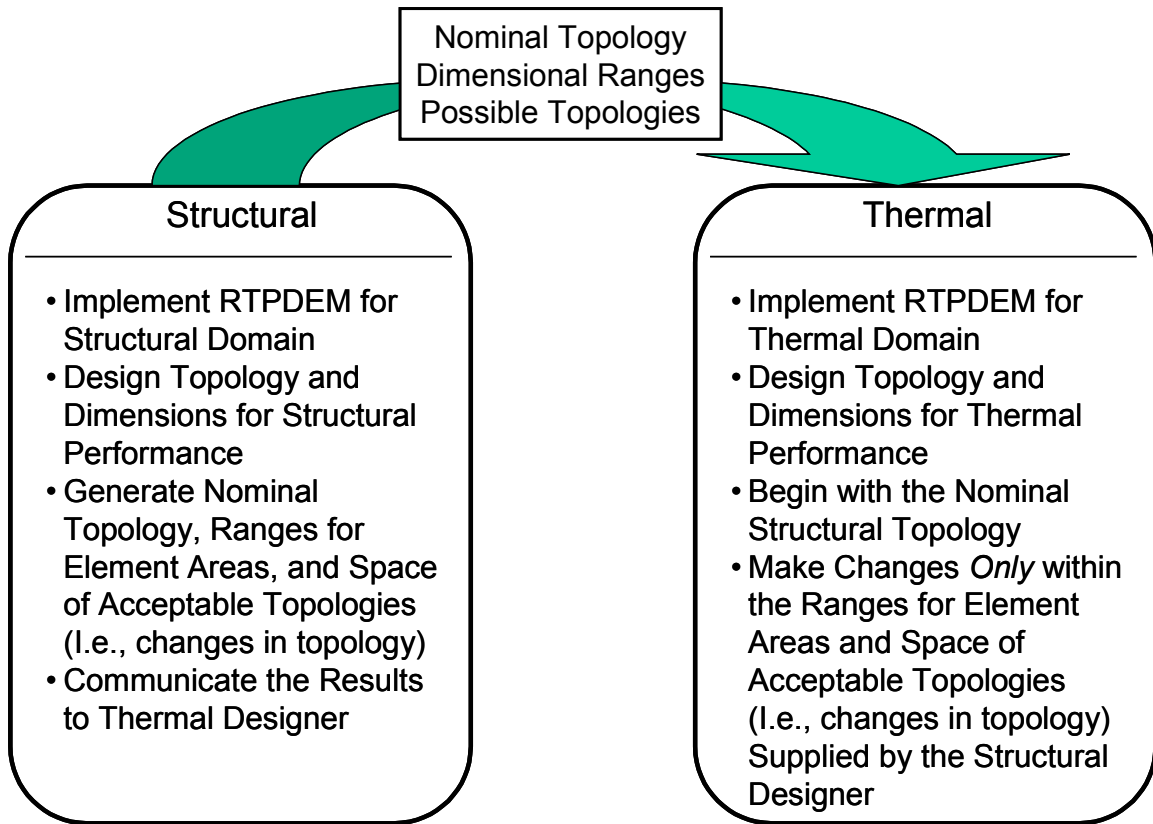 Nominal Topology
Dimensional Ranges
Possible Topologies
Structural
• Implement RTPDEM for
Structural Domain
• Design Topology and
Dimensions for Structural
Performance
• Generate Nominal
Topology, Ranges for
Element Areas, and Space
of Acceptable Topologies
(I.e., changes in topology)
• Communicate the Results
to Thermal Designer
Thermal
• Implement RTPDEM for
Thermal Domain
• Design Topology and
Dimensions for Thermal
Performance
• Begin with the Nominal
Structural Topology
• Make Changes Only within
the Ranges for Element
Areas and Space of
Acceptable Topologies
(I.e., changes in topology)
Supplied by the Structural
Designer